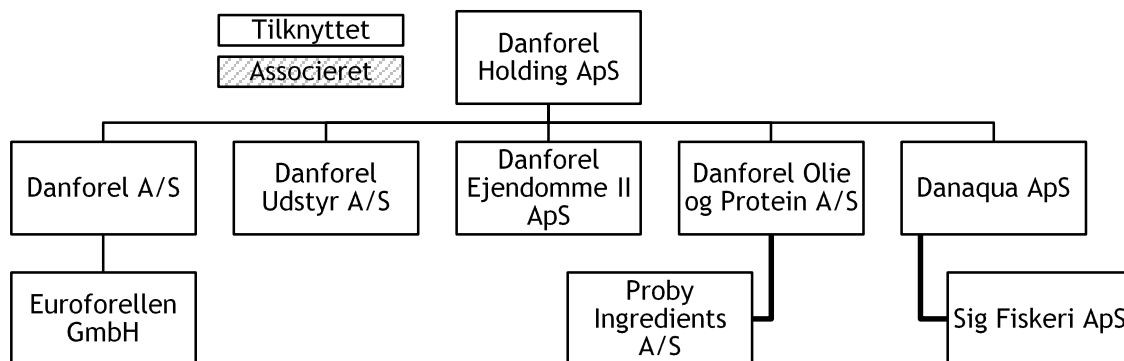 Tilknyttet
Associeret
Danforel
Holding ApS
Danforel A/S
Danforel
Udstyr A/S
Danforel
Ejendomme II
ApS
Danforel Olie
og Protein A/S
Danaqua ApS
Euroforellen
GmbH
Proby
Ingredients
A/S
Sig Fiskeri ApS